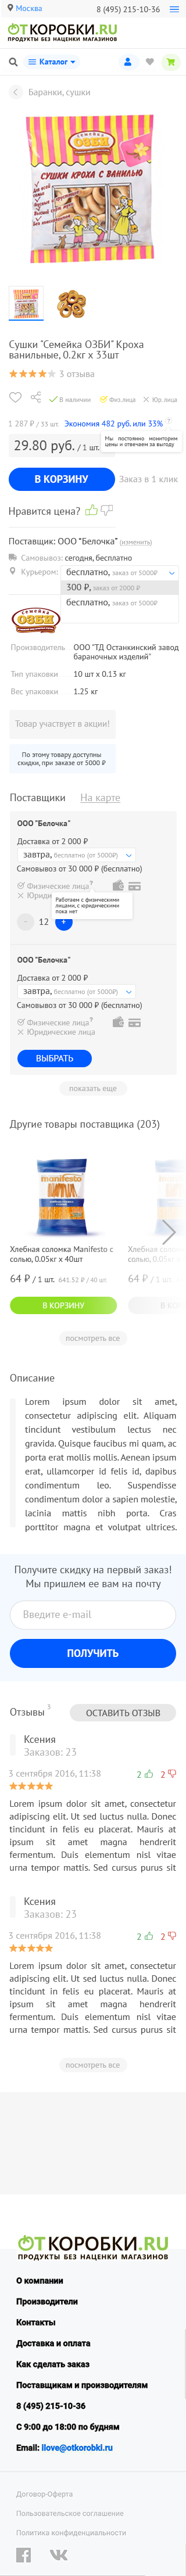 Москва
8 (495) 215-10-36
ОТКОРОБКИ.RU
ПРОДУКТЫ БЕЗ НАЦЕНКИ МАГАЗИНОВ
Каталог
Баранки, сушки
СУШКИ КРОХА С ВАНИЛЬЮ
Сушки "Семейка ОЗБИ" Кроха
ванильные, 0.2кг x 33шт
3 отзыва
В наличии
Физ.лица
Юр.лица
1 287 ₽ / 33 шт.
Экономия 482 руб. или 33%
?
29.80 руб. / 1 шт.
Мы постоянно мониторим
цены и отвечаем за выгоду
В КОРЗИНУ
Заказ в 1 клик
Нравится цена?
Поставщик: ООО "Белочка" (изменить)
Самовывоз: сегодня, бесплатно
Курьером: бесплатно, заказ от 5000₽
300 ₽, заказ от 2000 ₽
бесплатно, заказ от 5000₽
Производитель
ООО "ТД Останкинский завод
бараночных изделий"
Тип упаковки
10 шт x 0.13 кг
Вес упаковки
1.25 кг
Товар участвует в акции!
По этому товару доступны
скидки, при заказе от 5000 ₽
Поставщики
На карте
ООО "Белочка"
Доставка от 2 000 ₽
завтра, бесплатно (от 5000₽)
Самовывоз от 30 000 ₽ (бесплатно)
Физические лица?
Юриди
Работаем с физическими
лицами, с юридическими
пока нет
-
12
+
ООО "Белочка"
Доставка от 2 000 ₽
завтра, бесплатно (от 5000₽)
Самовывоз от 30 000 ₽ (бесплатно)
Физические лица?
Юридические лица
ВЫБРАТЬ
показать еще
Другие товары поставщика (203)
manifesto
Хлебная соломка Manifesto с
солью, 0.05кг x 40шт
64 ₽ / 1 шт. 641.52 ₽ / 40 шт.
В КОРЗИНУ
посмотреть все
Описание
Lorem ipsum dolor sit amet,
consectetur adipiscing elit. Aliquam
tincidunt vestibulum lectus nec
gravida. Quisque faucibus mi quam, ac
porta erat mollis mollis. Aenean ipsum
erat, ullamcorper id felis id, dapibus
condimentum leo. Suspendisse
condimentum dolor a sapien molestie,
lacinia mattis nibh porta. Cras
porttitor magna et volutpat ultrices.
Получите скидку на первый заказ!
Мы пришлем ее вам на почту
Введите e-mail
ПОЛУЧИТЬ
Отзывы 3
ОСТАВИТЬ ОТЗЫВ
Ксения
Заказов: 23
3 сентября 2016, 11:38
2
2
Lorem ipsum dolor sit amet, consectetur
adipiscing elit. Ut sed luctus nulla. Donec
tincidunt in felis eu placerat. Mauris at
ipsum sit amet magna hendrerit
fermentum. Duis elementum nisl vitae
urna tempor mattis. Sed cursus purus sit
Ксения
Заказов: 23
3 сентября 2016, 11:38
2
2
Lorem ipsum dolor sit amet, consectetur
adipiscing elit. Ut sed luctus nulla. Donec
tincidunt in felis eu placerat. Mauris at
ipsum sit amet magna hendrerit
fermentum. Duis elementum nisl vitae
urna tempor mattis. Sed cursus purus sit
посмотреть все
ОТКОРОБКИ.RU
ПРОДУКТЫ БЕЗ НАЦЕНКИ МАГАЗИНОВ
О компании
Производители
Контакты
Доставка и оплата
Как сделать заказ
Поставщикам и производителям
8 (495) 215-10-36
С 9:00 до 18:00 по будням
Email: ilove@otkorobki.ru
Договор-Оферта
Пользовательское соглашение
Политика конфиденциальности